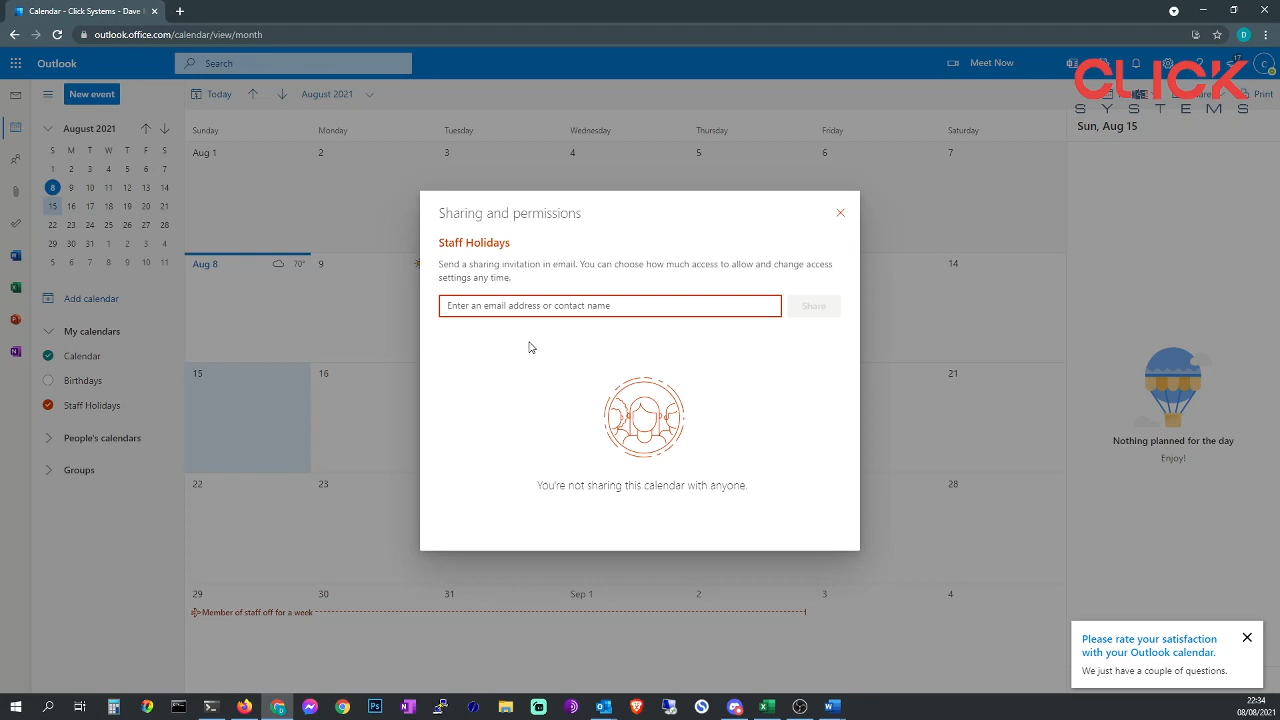 Calendar - Click Systems - Dave
outlook.office.com/calendar/view/month
D
Outlook
Search
Meet Now
17
C
CLICK
SYSTEMS
New event
Today
August 2021
Print
August 2021
S M T W T F S
1 2 3 4 5 6 7
8 9 10 11 12 13 14
15 16 17 18 19 20 21
22 23 24 25 26 27 28
29 30 31 1 2 3 4
5 6 7 8 9 10 11
Add calendar
My calendars
Calendar
Birthdays
Staff Holidays
People's calendars
Groups
Sunday Monday Tuesday Wednesday Thursday Friday Saturday
Aug 1 2 3 4 5 6 7
Aug 8 70° 9 14
15 16 21
22 23 28
29 30 31 Sep 1 2 3 4
Member of staff off for a week
Sharing and permissions
Staff Holidays
Send a sharing invitation in email. You can choose how much access to allow and change access
settings any time.
Enter an email address or contact name
Share
You're not sharing this calendar with anyone.
Sun, Aug 15
Nothing planned for the day
Enjoy!
Please rate your satisfaction
with your Outlook calendar.
We just have a couple of questions.
22:34
08/08/2021